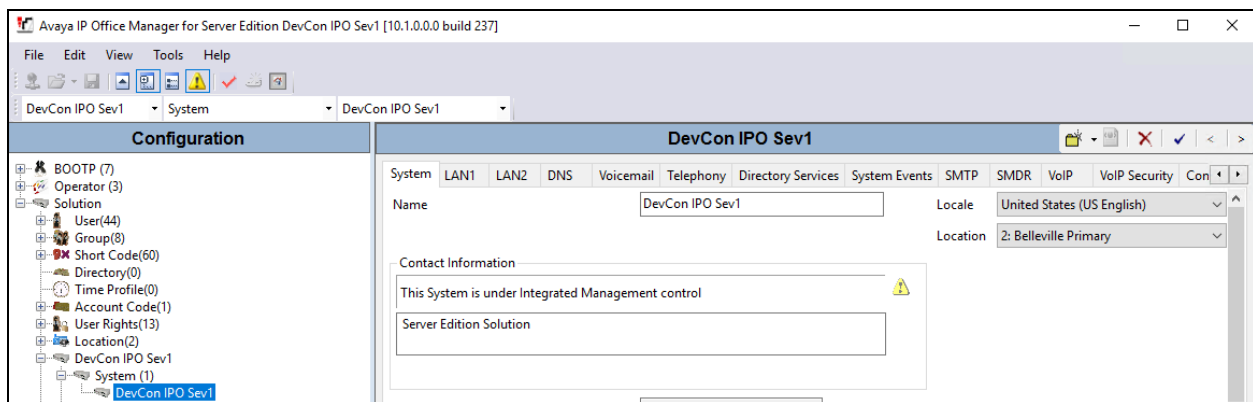 Avaya IP Office Manager for Server Edition DevCon IPO Sev1 [10.1.0.0.0 build 237]
File Edit View Tools Help
DevCon IPO Sev1 System DevCon IPO Sev1
Configuration
DevCon IPO Sev1
BOOTP (7)
Operator (3)
Solution
User(44)
Group(8)
Short Code(60)
Directory(0)
Time Profile(0)
Account Code(1)
User Rights(13)
Location(2)
DevCon IPO Sev1
System (1)
DevCon IPO Sev1
System LAN1 LAN2 DNS Voicemail Telephony Directory Services System Events SMTP SMDR VoIP VoIP Security Con
Name DevCon IPO Sev1 Locale United States (US English)
Location 2: Belleville Primary
Contact Information
This System is under Integrated Management control
Server Edition Solution